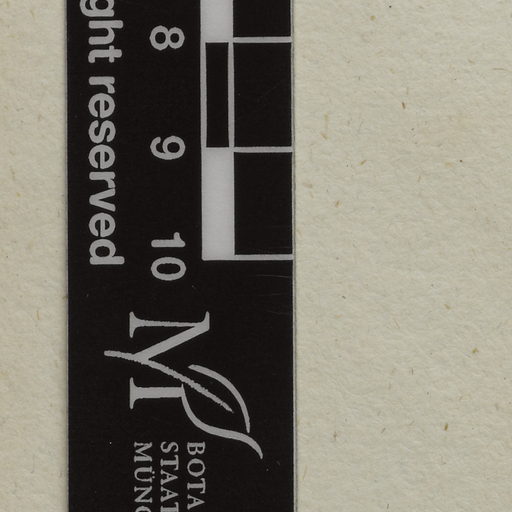 ght reserved
8
9
10
M
BOTA
STAAT
MÜNC